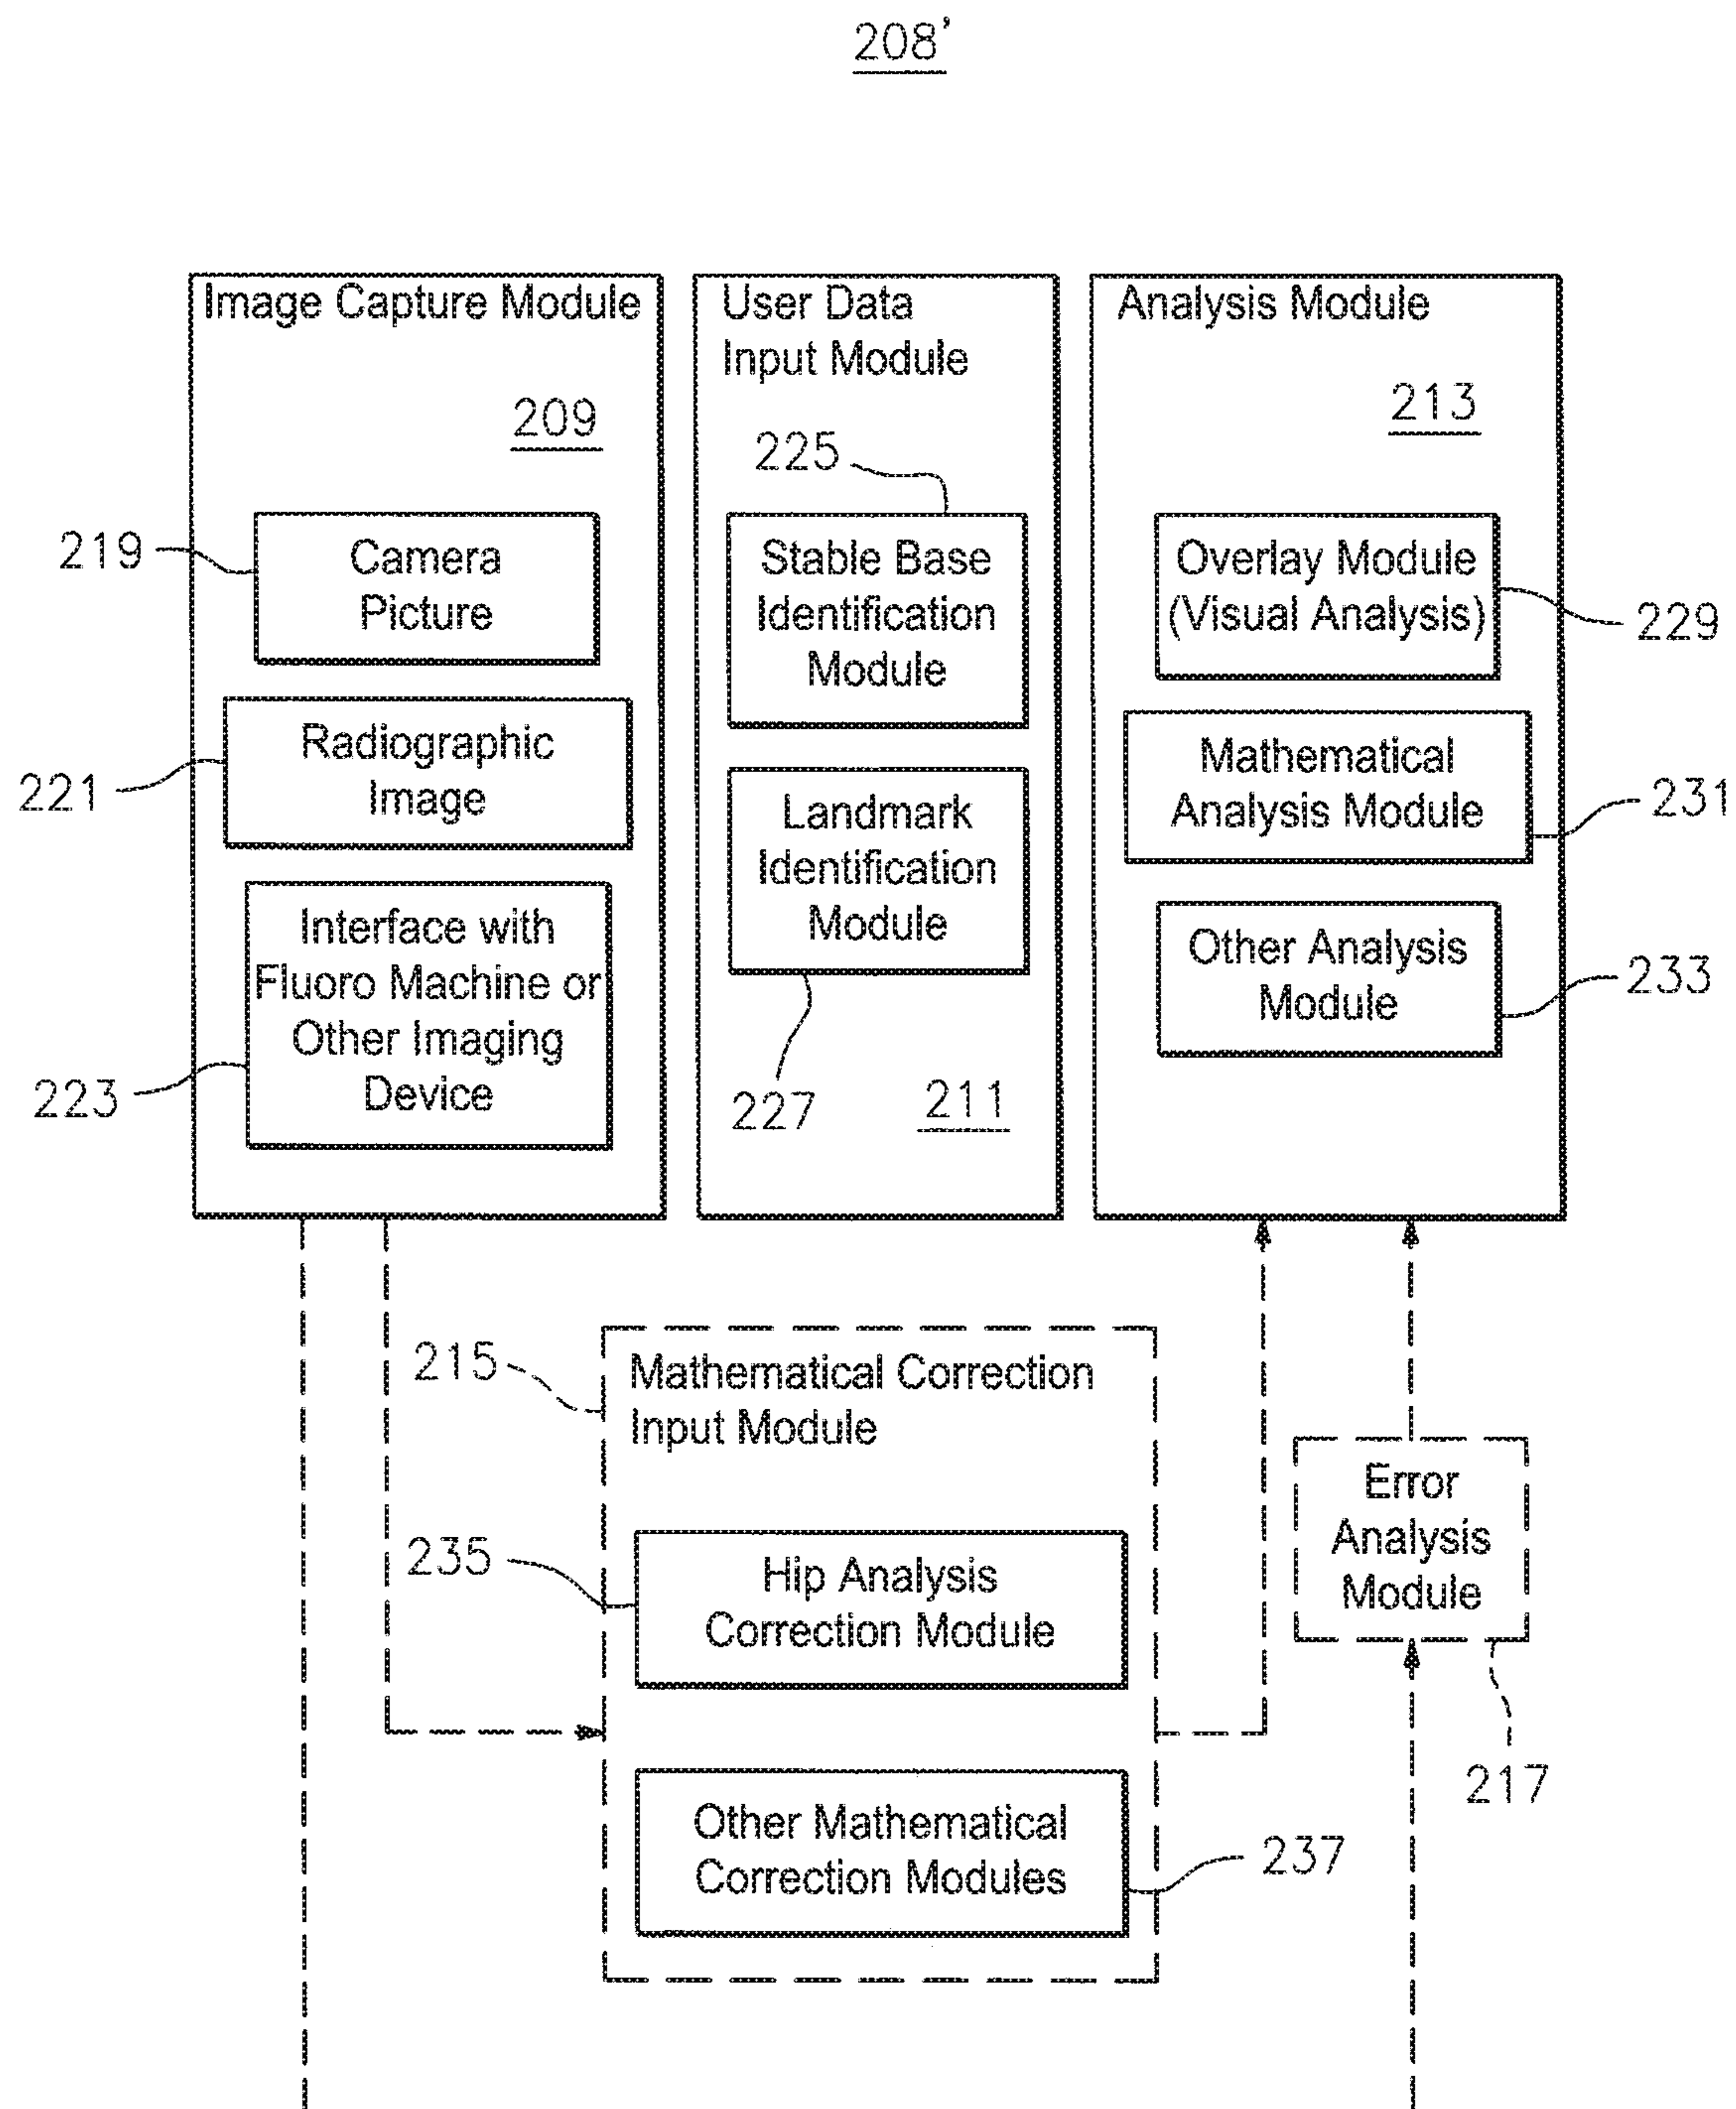 208’
Image Capture Module
209
219
Camera
Picture
221
Radiographic
Image
223
Interface with
Fluoro Machine or
Other Imaging
Device
User Data
Input Module
225
Stable Base
Identification
Module
Landmark
Identification
Module
227
211
Analysis Module
213
Overlay Module
(Visual Analysis)
229
Mathematical
Analysis Module
231
Other Analysis
Module
233
215
Mathematical Correction
Input Module
235
Hip Analysis
Correction Module
Other Mathematical
Correction Modules
237
Error
Analysis
Module
217